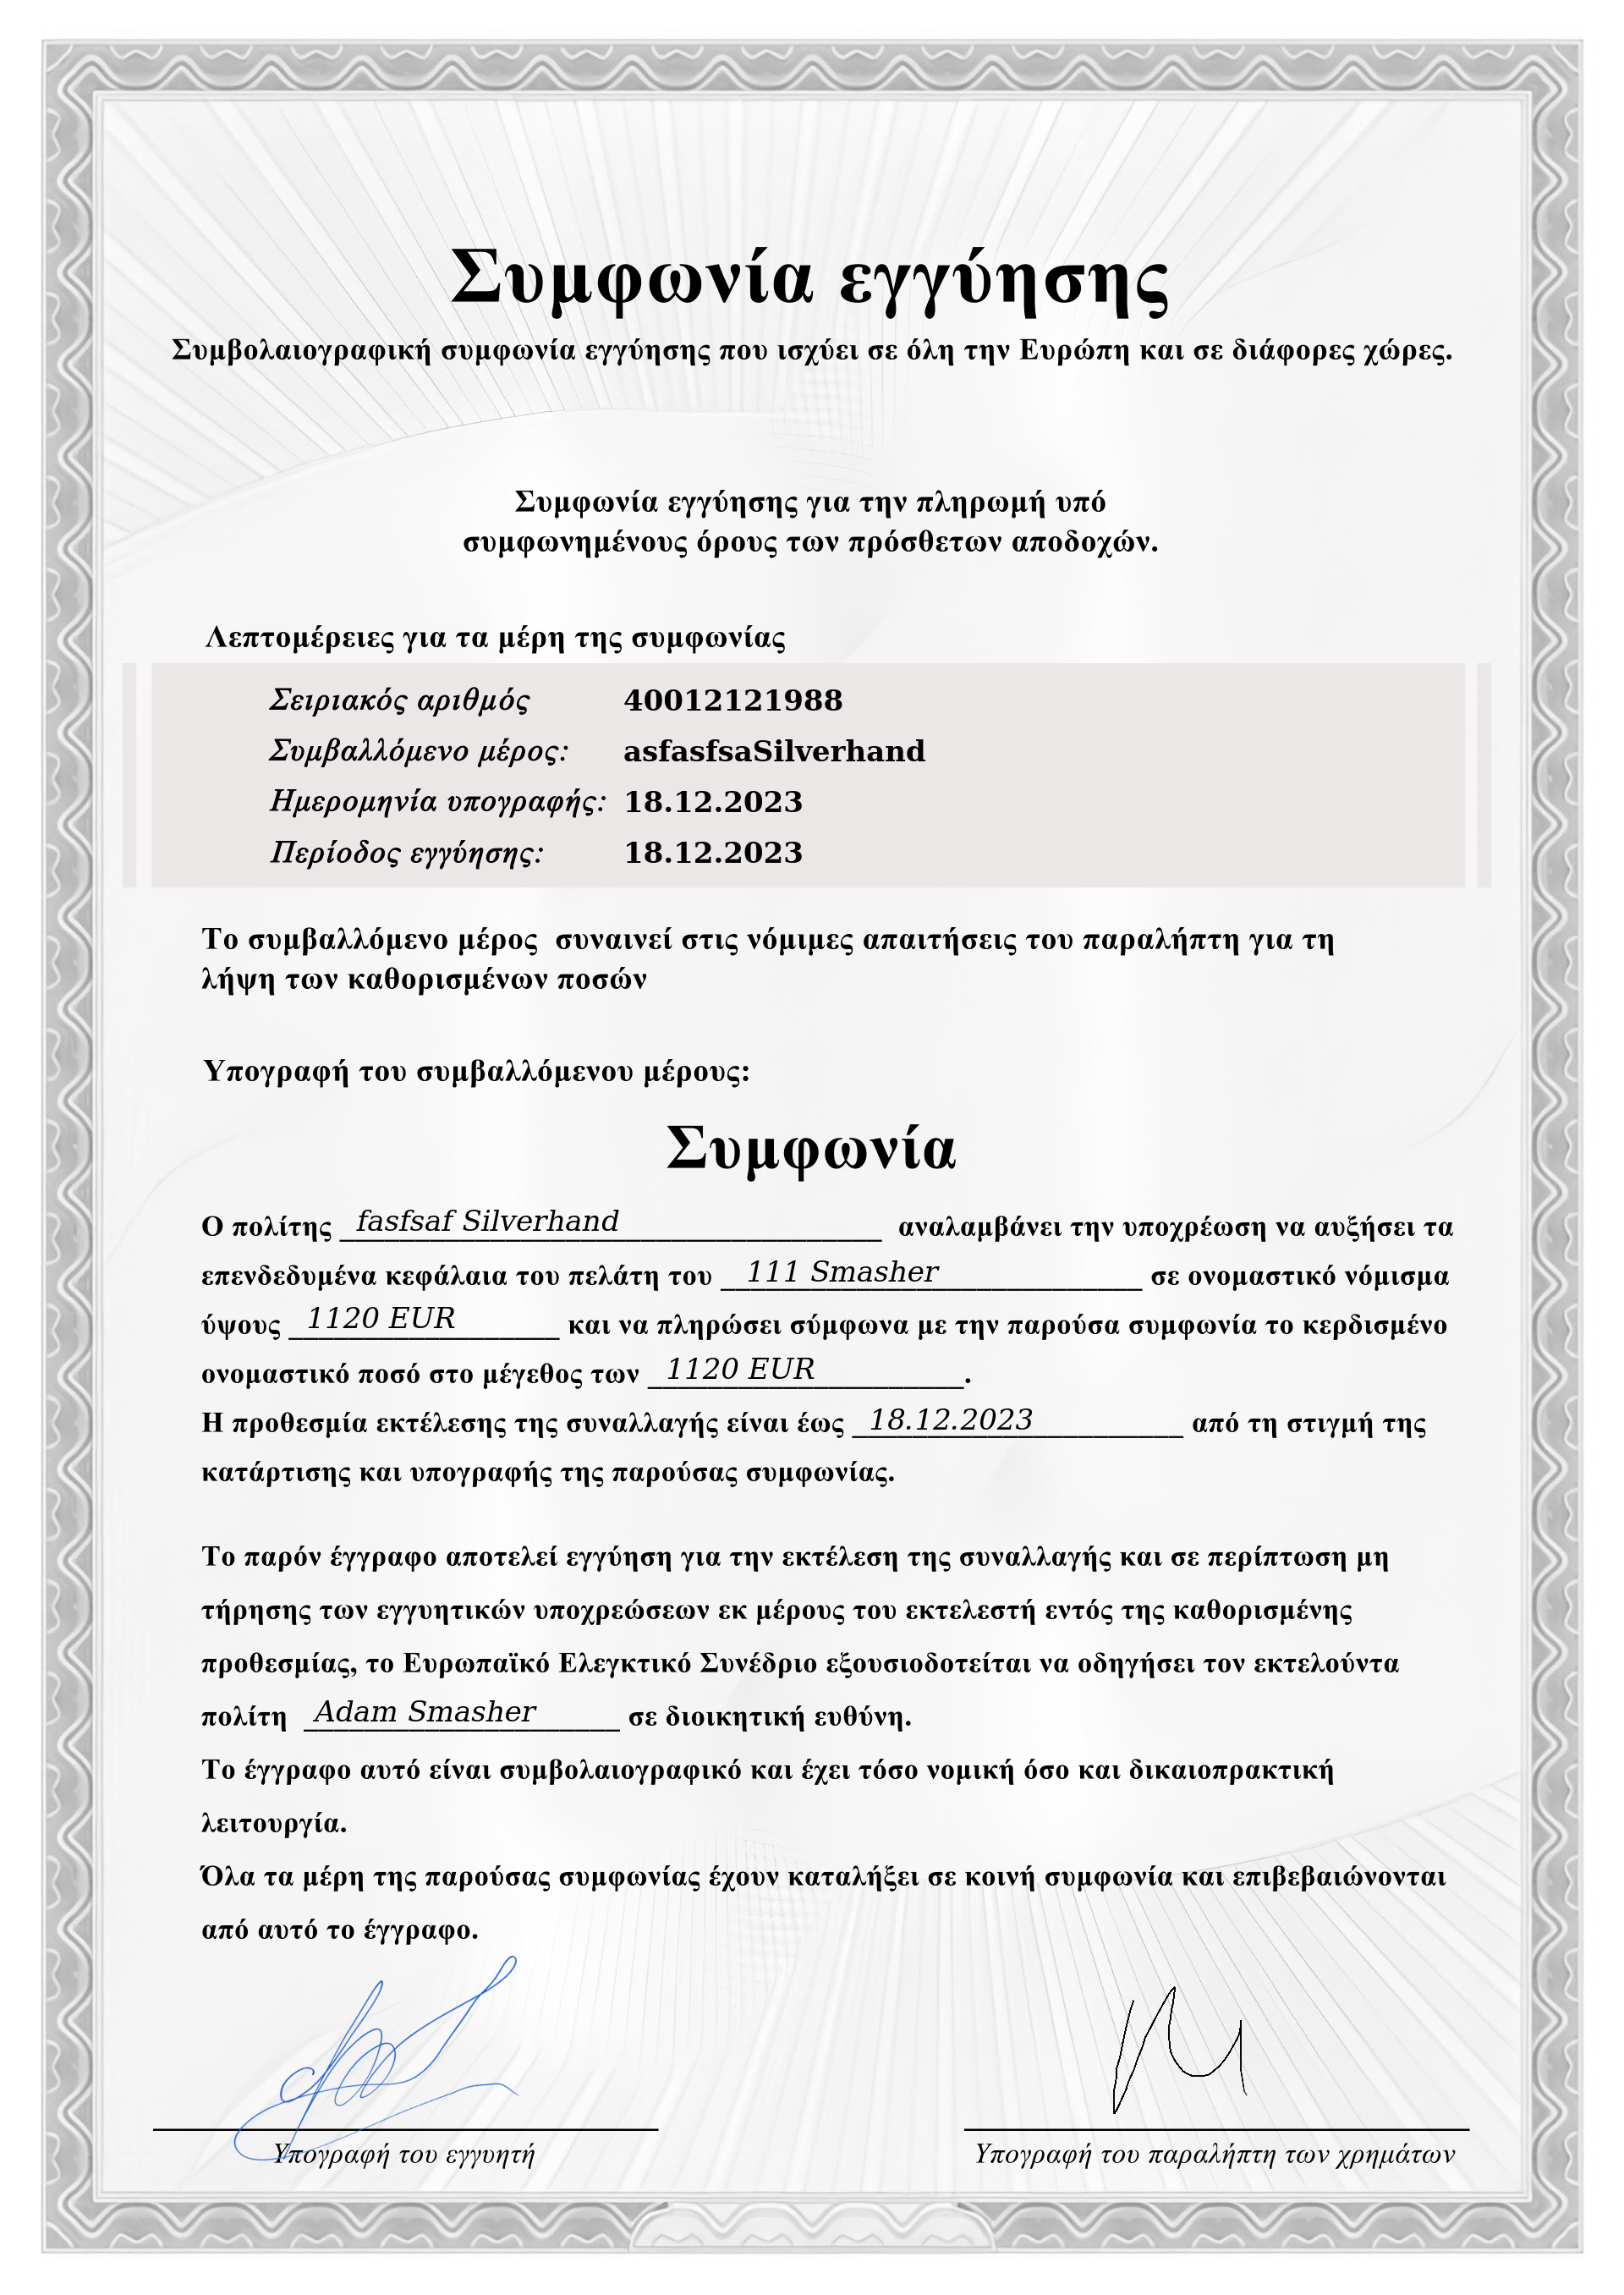 Συμφωνία εγγύησης
Συμβολαιογραφική συμφωνία εγγύησης που ισχύει σε όλη την Ευρώπη και σε διάφορες χώρες.
Συμφωνία εγγύησης για την πληρωμή υπό
συμφωνημένους όρους των πρόσθετων αποδοχών.
Λεπτομέρειες για τα μέρη της συμφωνίας
Σειριακός αριθμός 40012121988
Συμβαλλόμενο μέρος: asfasfsaSilverhand
Ημερομηνία υπογραφής: 18.12.2023
Περίοδος εγγύησης: 18.12.2023
Το συμβαλλόμενο μέρος συναινεί στις νόμιμες απαιτήσεις του παραλήπτη για τη
λήψη των καθορισμένων ποσών
Υπογραφή του συμβαλλόμενου μέρους:
Συμφωνία
Ο πολίτης fasfsaf Silverhand αναλαμβάνει την υποχρέωση να αυξήσει τα
επενδεδυμένα κεφάλαια του πελάτη του 111 Smasher σε ονομαστικό νόμισμα
ύψους 1120 EUR και να πληρώσει σύμφωνα με την παρούσα συμφωνία το κερδισμένο
ονομαστικό ποσό στο μέγεθος των 1120 EUR.
Η προθεσμία εκτέλεσης της συναλλαγής είναι έως 18.12.2023 από τη στιγμή της
κατάρτισης και υπογραφής της παρούσας συμφωνίας.
Το παρόν έγγραφο αποτελεί εγγύηση για την εκτέλεση της συναλλαγής και σε περίπτωση μη
τήρησης των εγγυητικών υποχρεώσεων εκ μέρους του εκτελεστή εντός της καθορισμένης
προθεσμίας, το Ευρωπαϊκό Ελεγκτικό Συνέδριο εξουσιοδοτείται να οδηγήσει τον εκτελούντα
πολίτη Adam Smasher σε διοικητική ευθύνη.
Το έγγραφο αυτό είναι συμβολαιογραφικό και έχει τόσο νομική όσο και δικαιοπρακτική
λειτουργία.
Όλα τα μέρη της παρούσας συμφωνίας έχουν καταλήξει σε κοινή συμφωνία και επιβεβαιώνονται
από αυτό το έγγραφο.
Υπογραφή του εγγυητή
Υπογραφή του παραλήπτη των χρημάτων